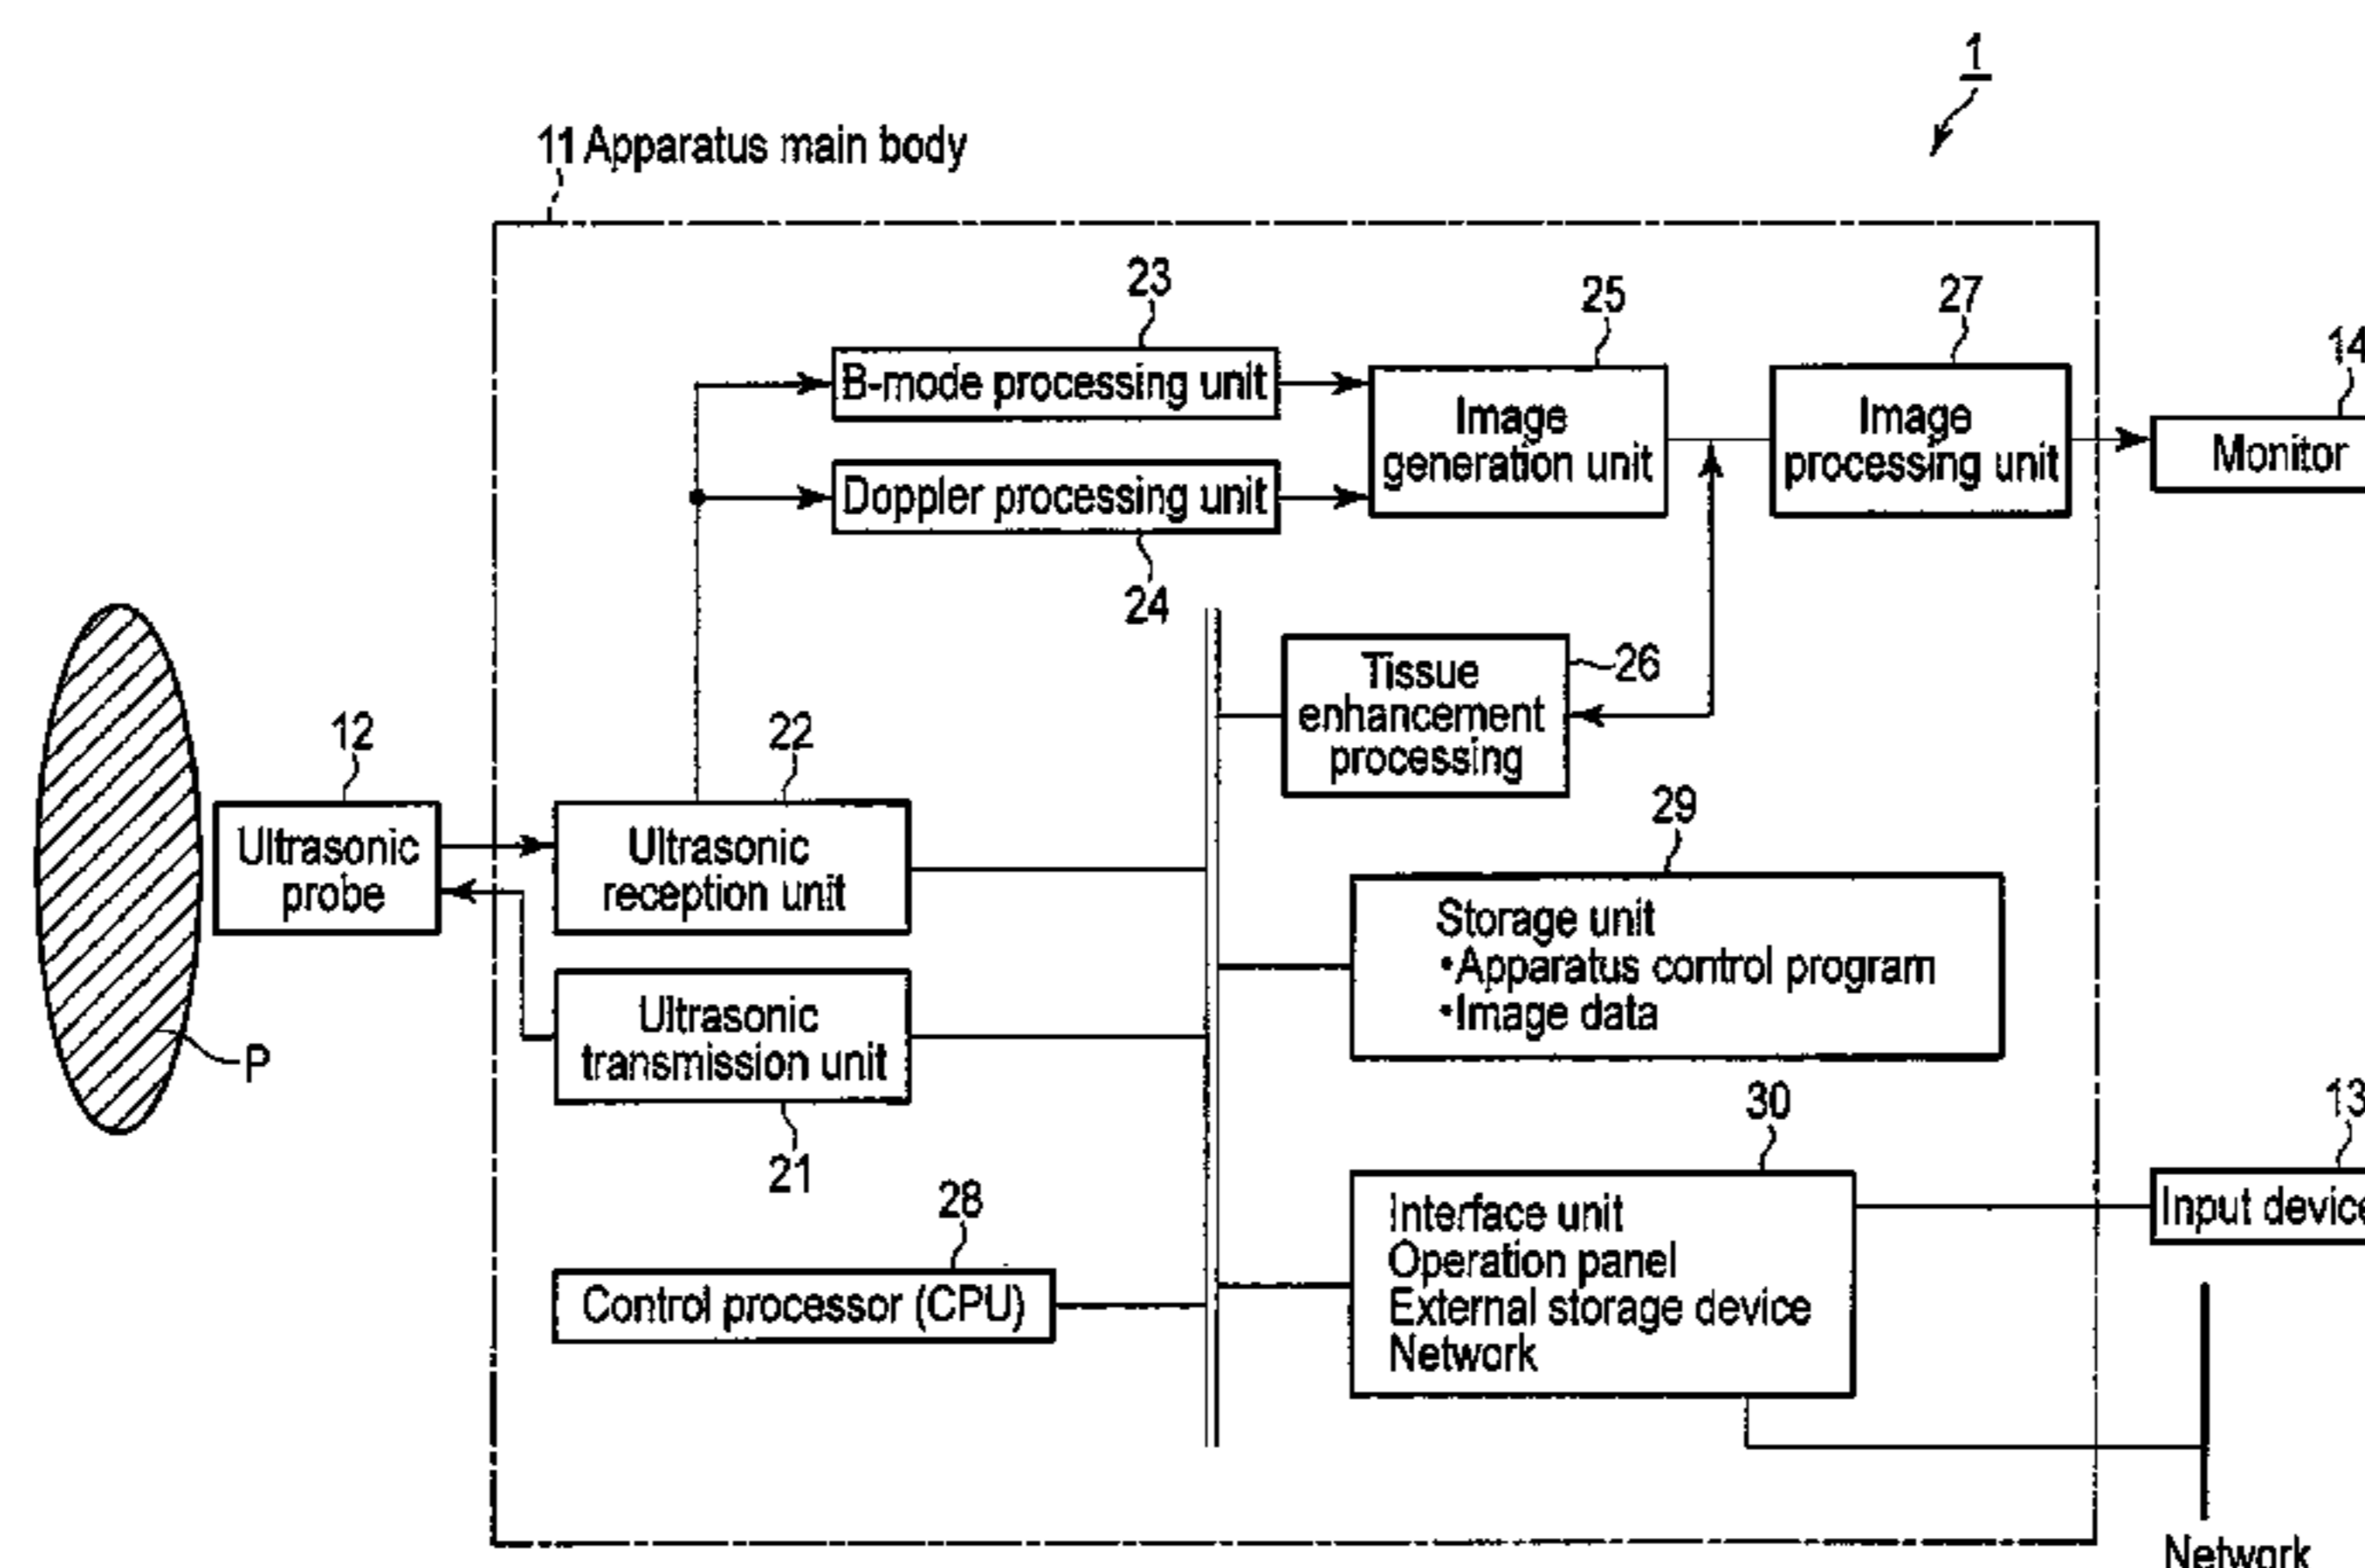 1
11 Apparatus main body
23
25
27
14
B-mode processing unit
Image
generation unit
Image
processing unit
Monitor
Doppler processing unit
24
Tissue
enhancement
processing
26
12
22
29
Ultrasonic
probe
Ultrasonic
reception unit
Storage unit
•Apparatus control program
•Image data
Ultrasonic
transmission unit
P
21
30
13
28
Interface unit
Operation panel
External storage device
Network
Input device
Control processor (CPU)
Network